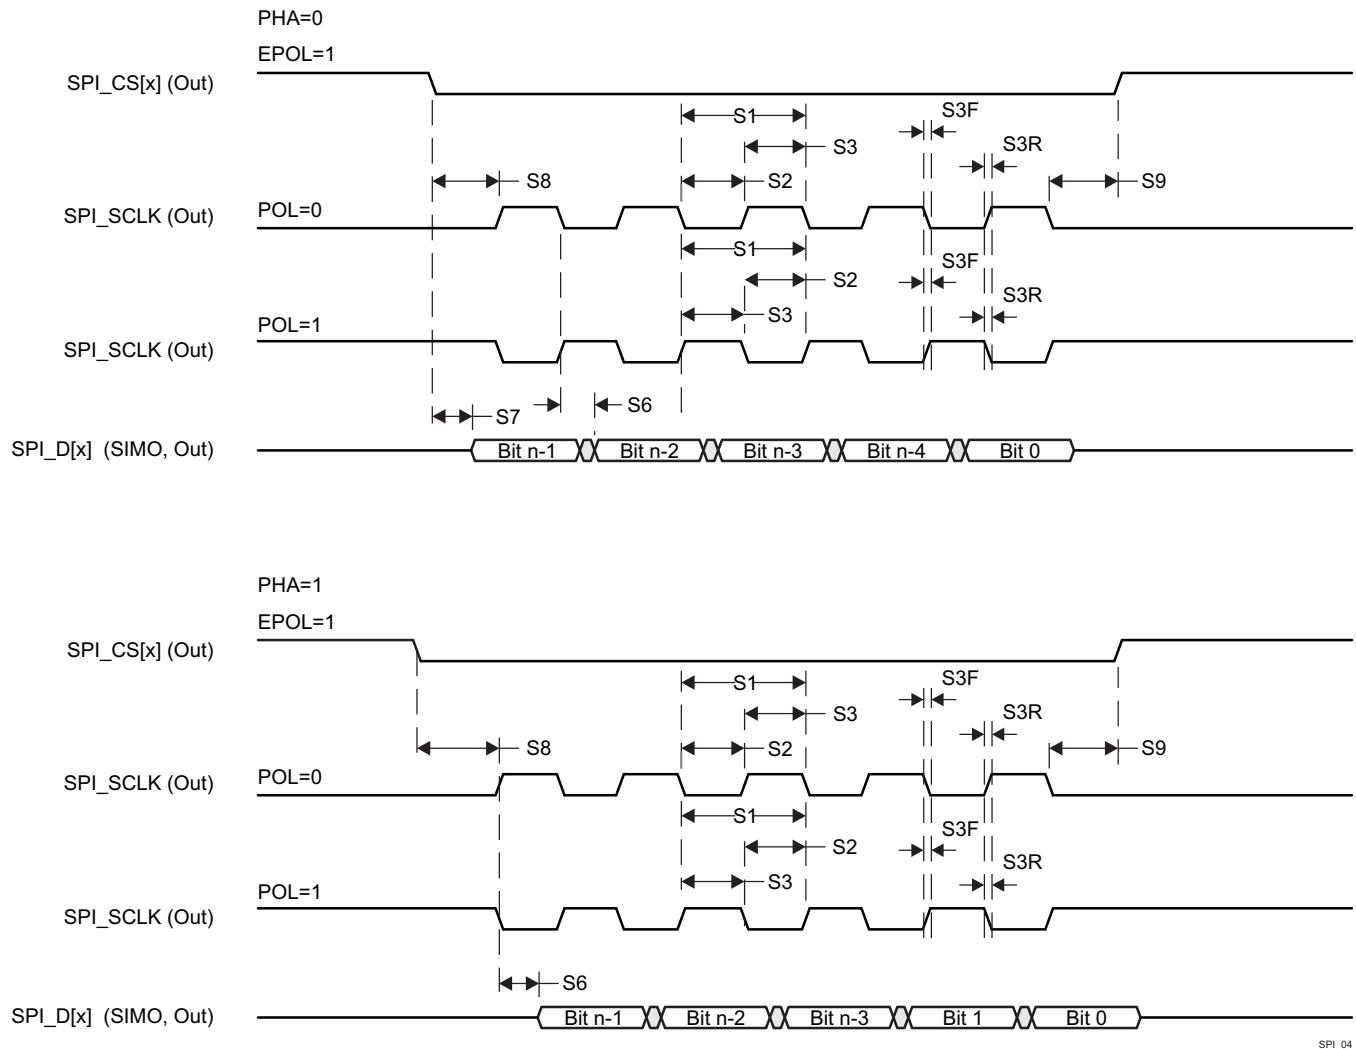 PHA=0
EPOL=1
SPI_CS[x] (Out)
S1
S3F
S3
S3R
S8
S2
S9
POL=0
SPI_SCLK (Out)
S1
S3F
S2
S3R
S3
POL=1
SPI_SCLK (Out)
S7
S6
SPI_D[x] (SIMO, Out)
Bit n-1
Bit n-2
Bit n-3
Bit n-4
Bit 0
PHA=1
EPOL=1
SPI_CS[x] (Out)
S1
S3F
S3
S3R
S8
S2
S9
POL=0
SPI_SCLK (Out)
S1
S3F
S2
S3R
S3
POL=1
SPI_SCLK (Out)
S6
SPI_D[x] (SIMO, Out)
Bit n-1
Bit n-2
Bit n-3
Bit 1
Bit 0
SPI_04